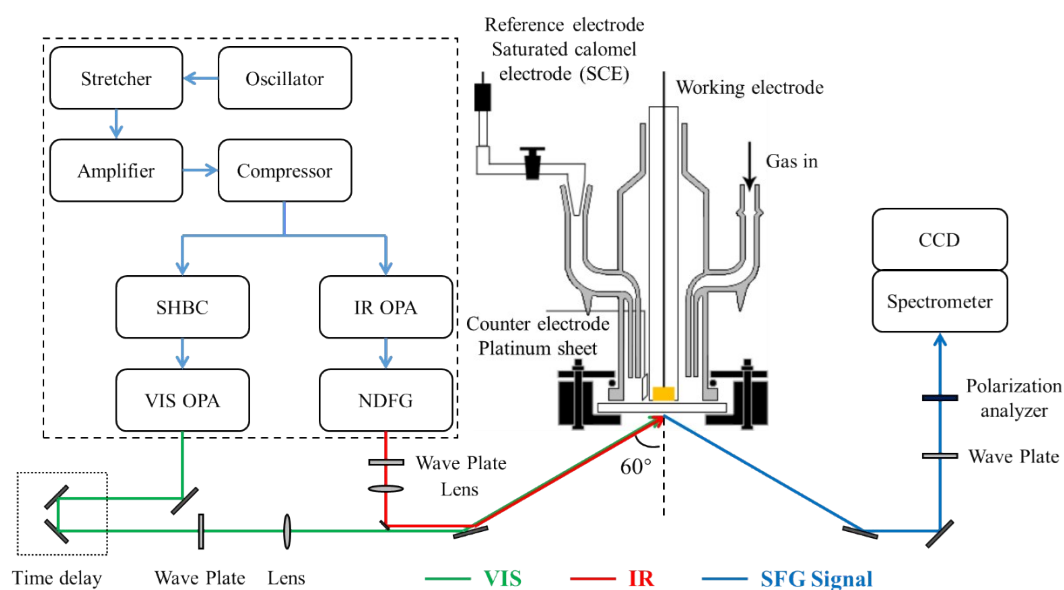 Reference electrode
Saturated calomel
electrode (SCE)
Stretcher
Oscillator
Working electrode
Amplifier
Compressor
Gas in
CCD
SHBC
IR OPA
Spectrometer
Counter electrode
Platinum sheet
VIS OPA
NDFG
Polarization
analyzer
Wave Plate
Lens
60°
Wave Plate
Time delay
Wave Plate
Lens
VIS
IR
SFG Signal